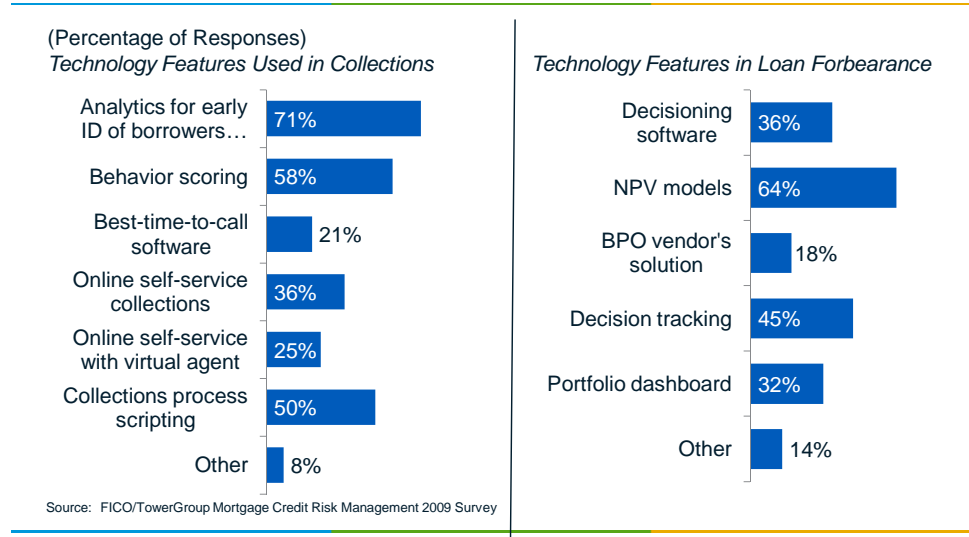 (Percentage of Responses)
Technology Features Used in Collections
Analytics for early
ID of borrowers…
71%
Behavior scoring
58%
Best-time-to-call
software
21%
Online self-service
collections
36%
Online self-service
with virtual agent
25%
Collections process
scripting
50%
Other
8%
Source: FICO/TowerGroup Mortgage Credit Risk Management 2009 Survey
Technology Features in Loan Forbearance
Decisioning
software
36%
NPV models
64%
BPO vendor's
solution
18%
Decision tracking
45%
Portfolio dashboard
32%
Other
14%